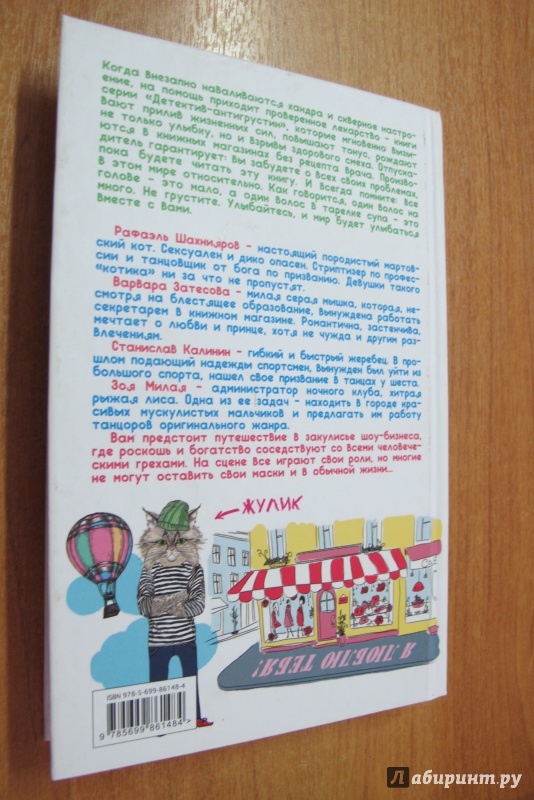 Когда внезапно наваливаются хандра и скверное настро-
ение, на помощь приходит проверенное лекарство - книги
серии «Детектив-антигрустин», которые мгновенно вызы-
вают прилив жизненных сил, повышают тонус, рождают
не только улыбку, но и взрывы здорового смеха. Отпуска-
ются в книжных магазинах без рецепта врача. Произво-
дитель гарантирует: вы забудете о всех своих проблемах,
пока будете читать эту книгу. И всегда помните: все
в этом мире относительно. Как говорится, один волос на
голове - это мало, а один волос в тарелке супа - это
много. Не грустите. Улыбайтесь, и мир будет улыбаться
вместе с вами.
Рафаэль Шахнияров - настоящий породистый мартов-
ский кот. Сексуален и дико опасен. Стриптизер по профес-
сии и танцовщик от бога по призванию. Девушки такого
«котика» ни за что не пропустят.
Варвара Затесова - милая серая мышка, которая, не-
смотря на блестящее образование, вынуждена работать
секретарем в книжном магазине. Романтична, застенчива,
мечтает о любви и принце, хотя не чужда и другим раз-
влечениям.
Станислав Калинин - гибкий и быстрый жеребец. В про-
шлом подающий надежды спортсмен, вынужден был уйти из
большого спорта, нашел свое призвание в танцах у шеста.
Зоя Милая - администратор ночного клуба, хитрая
рыжая лиса. Одна из ее задач - находить в городе кра-
сивых мускулистых мальчиков и предлагать им работу
танцоров оригинального жанра.
Вам предстоит путешествие в закулисье шоу-бизнеса,
где роскошь и богатство соседствуют со всеми человече-
скими грехами. На сцене все играют свои роли, но многие
не могут оставить свои маски и в обычной жизни...
ЖУЛИК
Я ЛЮБЛЮ ТЕБЯ!
ISBN 978-5-699-86148-4
9 785699 861484 >
Лабиринт.ру